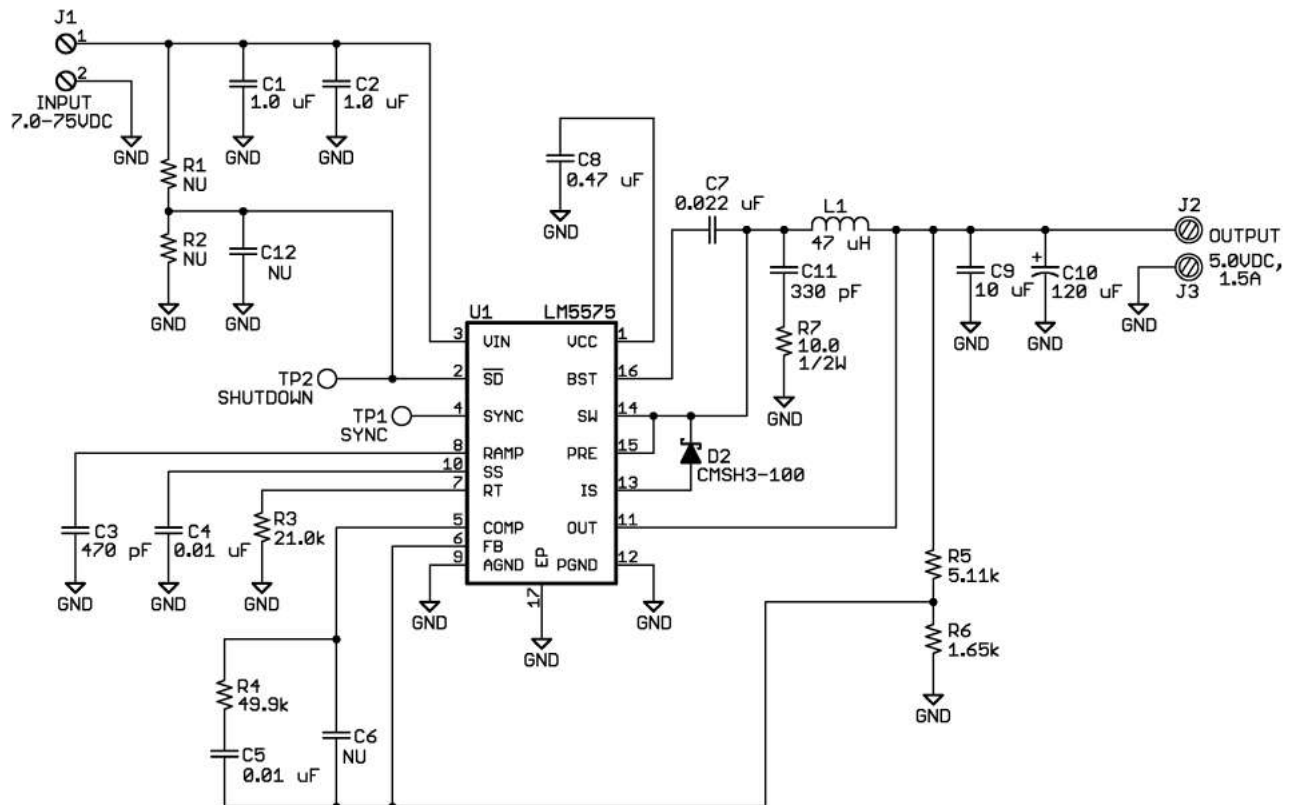 J1
1
2
INPUT
7.0-75VDC
GND
C1
1.0 uF
GND
C2
1.0 uF
GND
R1
NU
R2
NU
GND
C12
NU
GND
C8
0.47 uF
GND
C7
0.022 uF
L1
47 uH
C11
330 pF
R7
10.0
1/2W
GND
C9
10 uF
GND
C10
+
120 uF
GND
J2
OUTPUT
5.0VDC,
1.5A
J3
GND
U1
LM5575
3
VIN
VCC
1
TP2
SHUTDOWN
2
SD
BST
16
TP1
SYNC
4
SYNC
SW
14
8
RAMP
PRE
15
10
SS
7
RT
IS
13
D2
CMSH3-100
5
COMP
OUT
11
6
FB
9
AGND
EP
PGND
12
17
GND
GND
GND
C3
470 pF
GND
C4
0.01 uF
GND
R3
21.0k
GND
R4
49.9k
C5
0.01 uF
C6
NU
R5
5.11k
R6
1.65k
GND